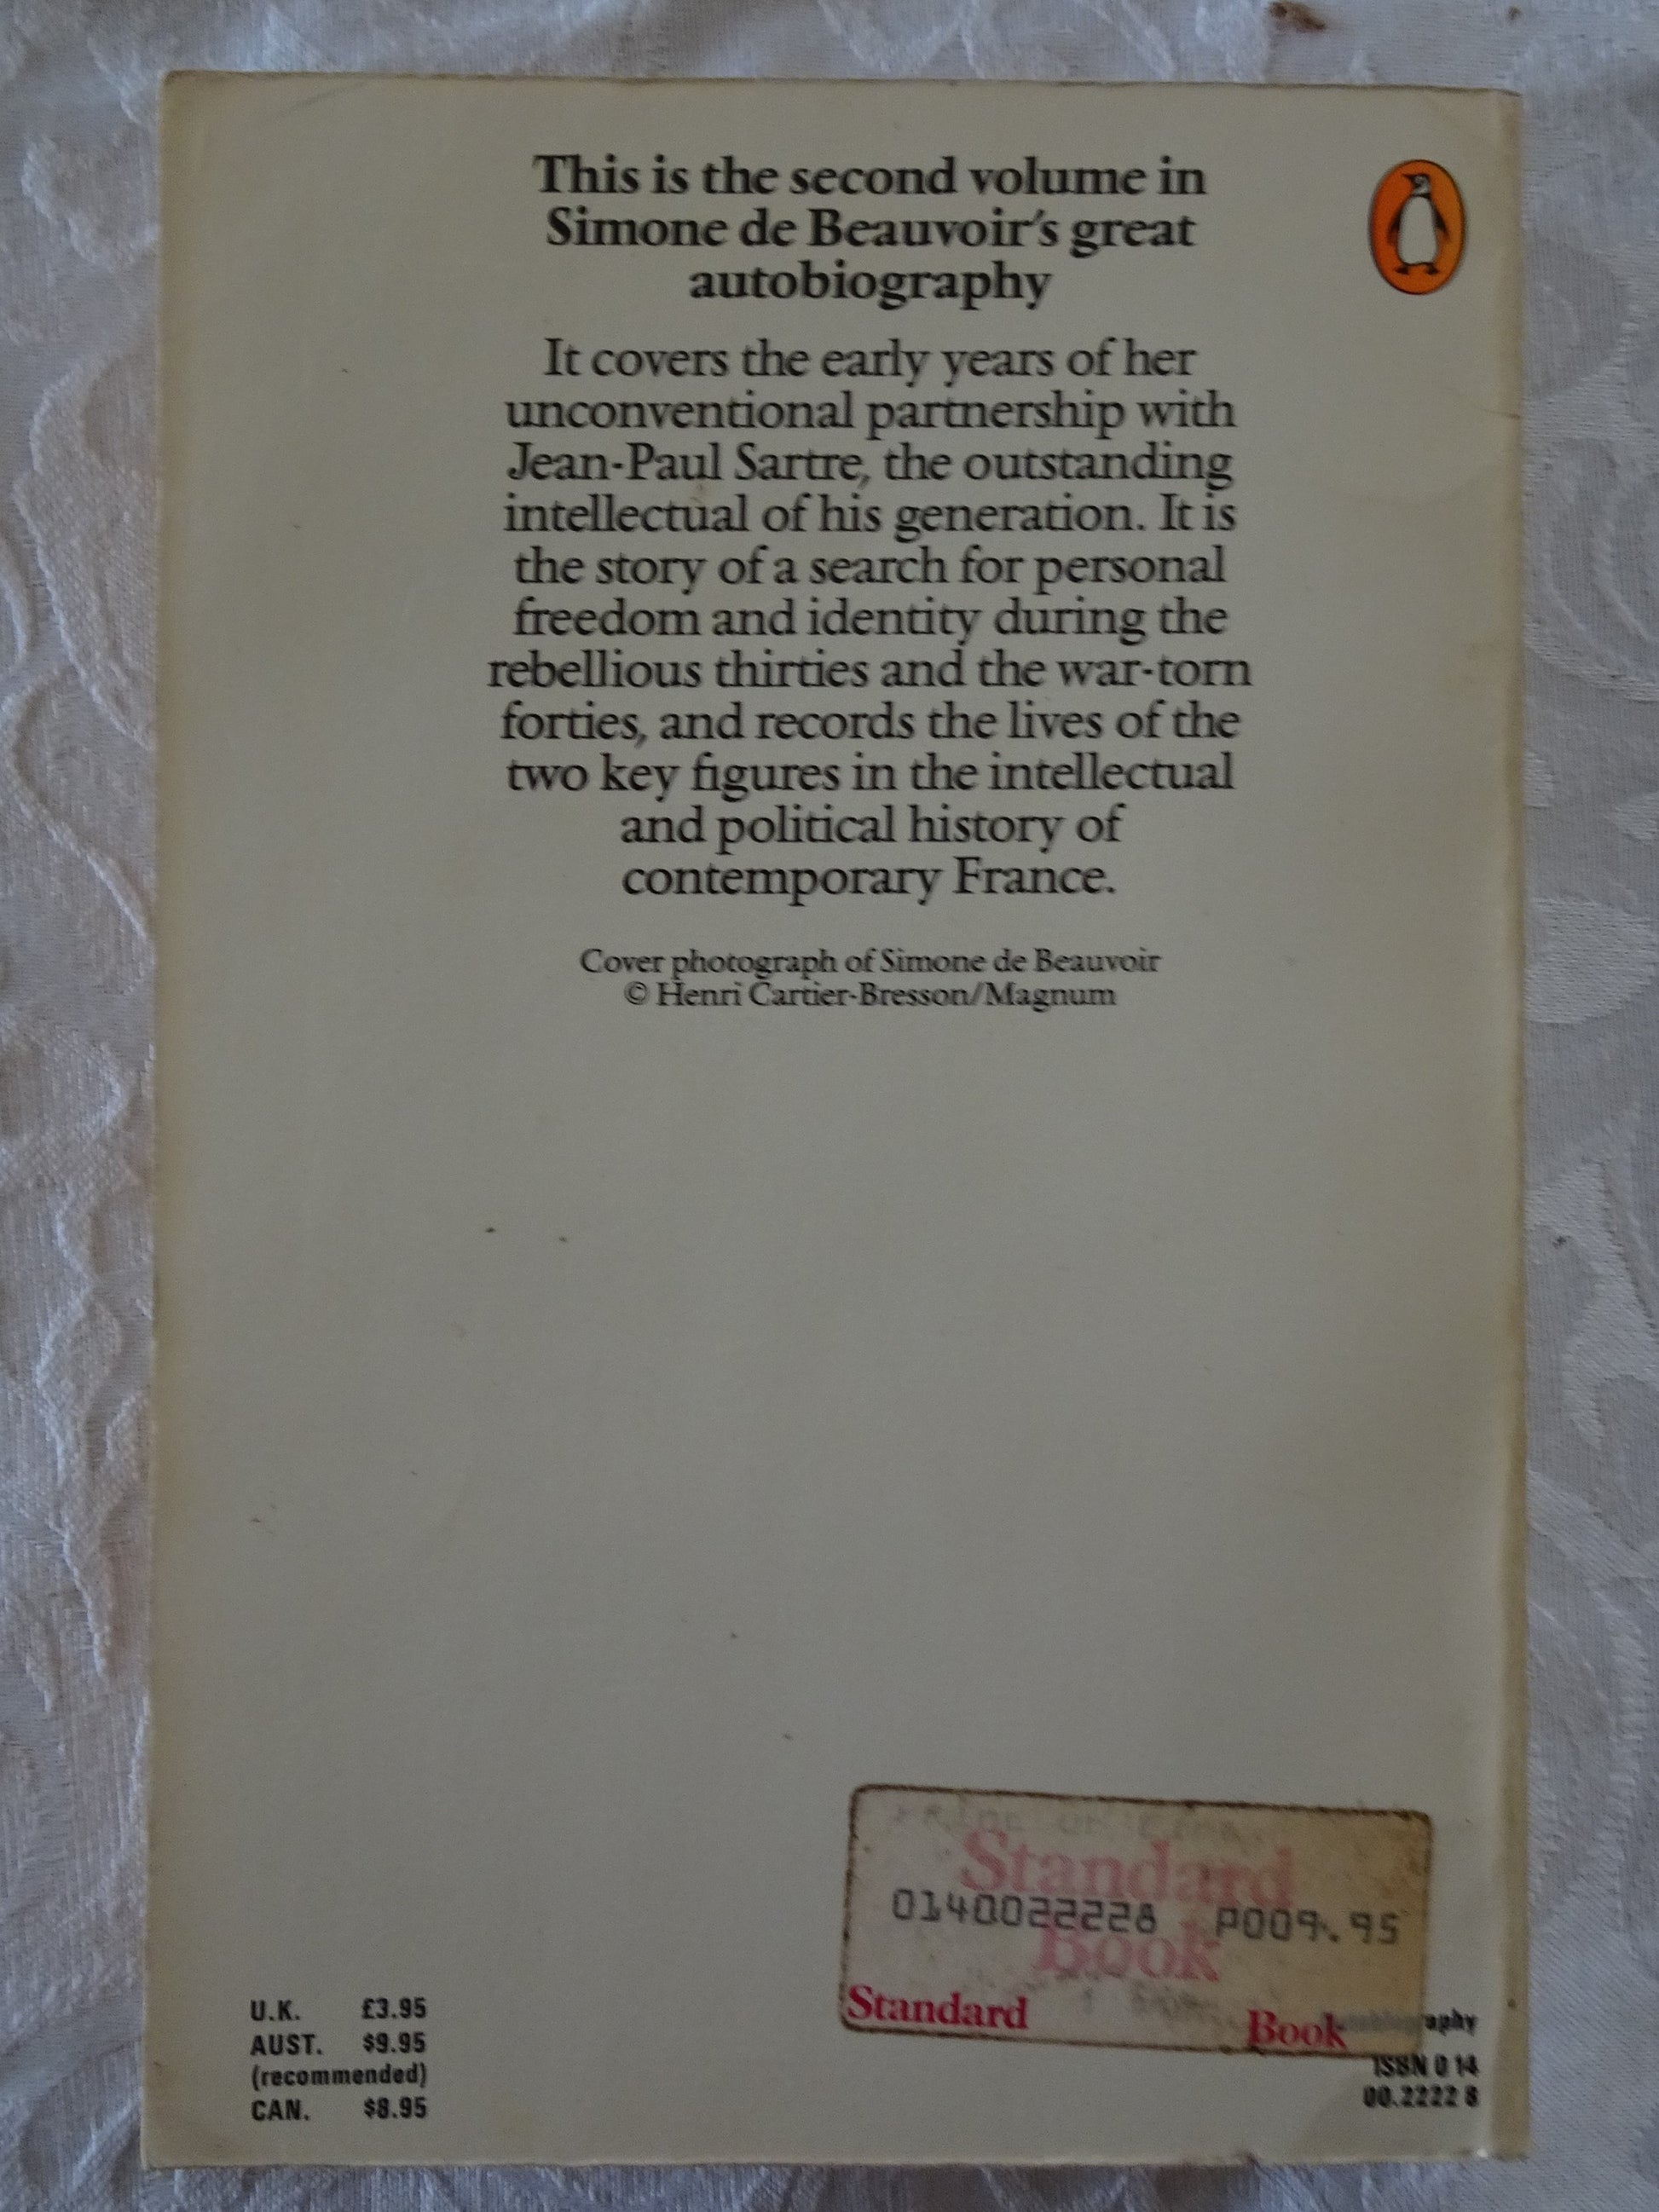 This is the second volume in
Simone de Beauvoir's great
autobiography
It covers the early years of her
unconventional partnership with
Jean-Paul Sartre, the outstanding
intellectual of his generation. It is
the story of a search for personal
freedom and identity during the
rebellious thirties and the war-torn
forties, and records the lives of the
two key figures in the intellectual
and political history of
contemporary France.
Cover photograph of Simone de Beauvoir
© Henri Cartier-Bresson/Magnum
Standard
0140022228 P009.95
Book
Standard Book
U.K. £3.95
AUST. $9.95
(recommended)
CAN. $8.95
ISBN 0 14
00.2222 8